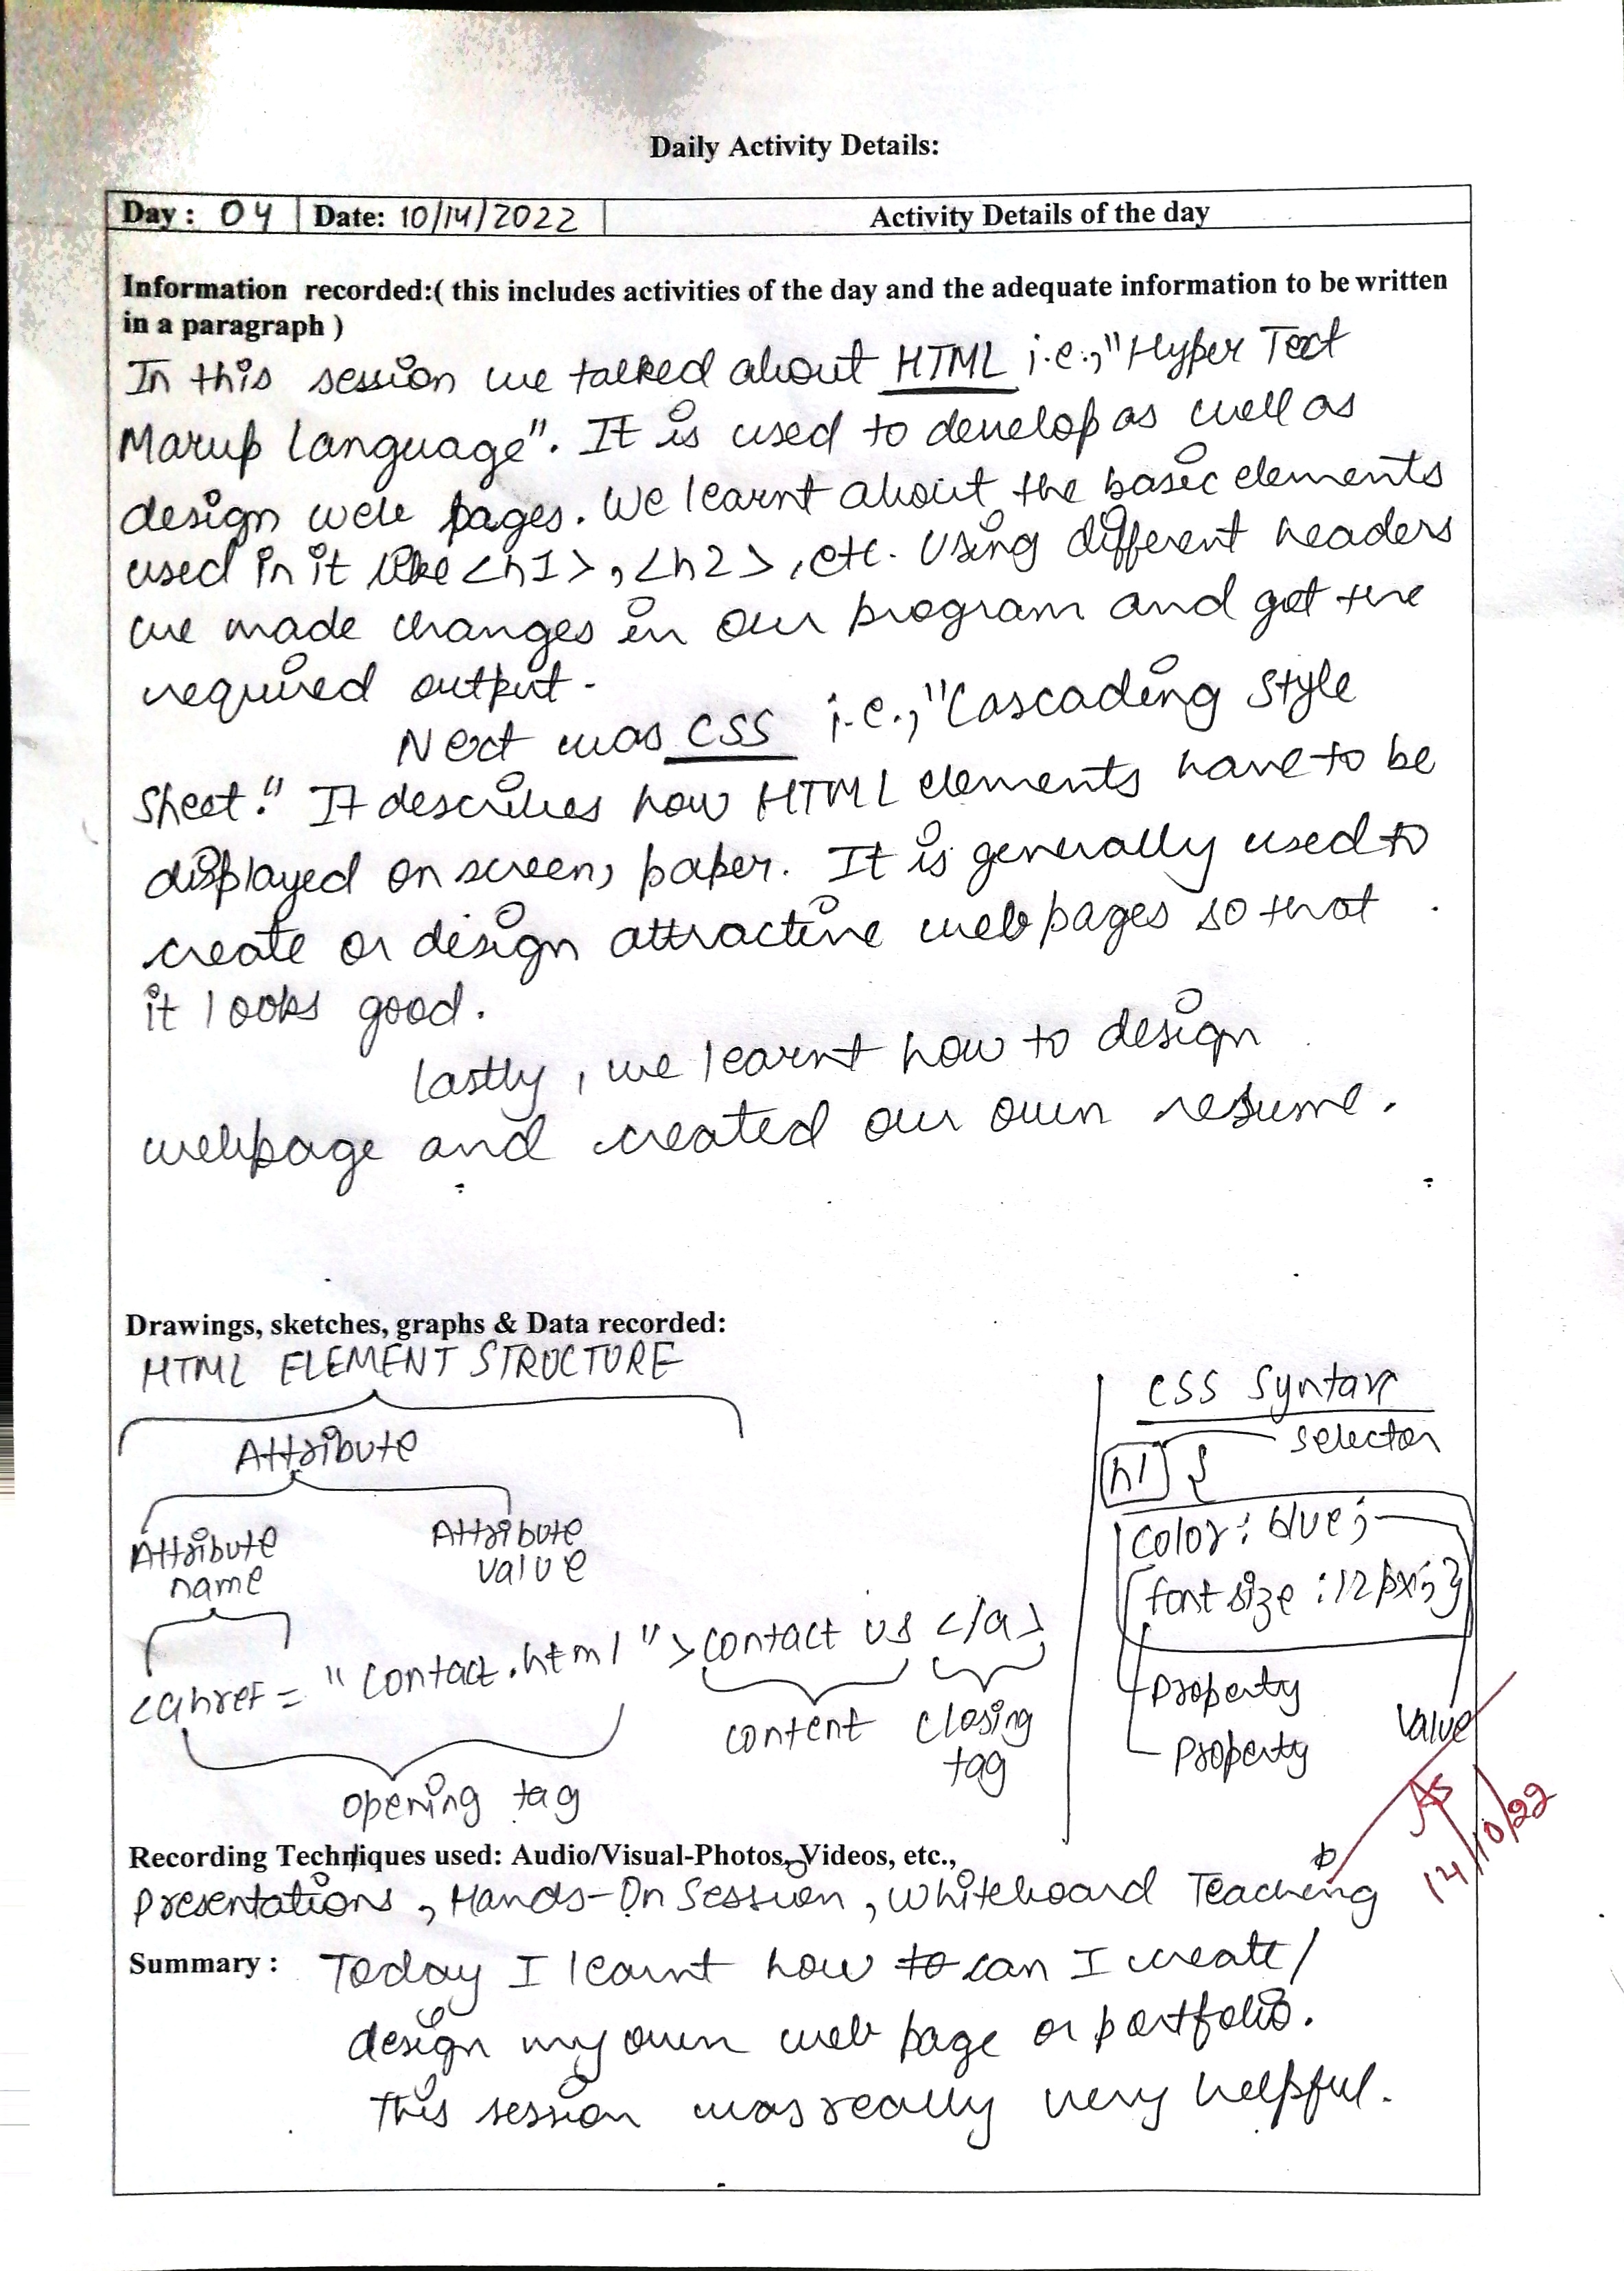 Daily Activity Details:
Day : 04 Date: 10/14/2022 Activity Details of the day
Information recorded:( this includes activities of the day and the adequate information to be written
in a paragraph )
In this session we talked about HTML i.e.,"Hyper Text
Marup Language". It is used to develop as well as
design web pages. We learnt about the basic elements
used in it like <h1>, <h2>, etc. Using different headers
we made changes in our program and got the
required output.
Next was CSS i.e.,"Cascading Style
Sheet." It describes how HTML elements have to be
displayed on screen, paper. It is generally used to
create or design attractive web pages so that
it looks good.
Lastly, we learnt how to design
webpage and created our own resume.
Drawings, sketches, graphs & Data recorded:
HTML ELEMENT STRUCTURE
Attribute
Attribute
name
Attribute
value
<a href = "contact.html"> contact us </a>
content
closing
tag
opening tag
CSS Syntax
selector
h1 {
color : blue ;
font size : 12px; }
property
property
value
AS
14/10/22
Recording Techniques used: Audio/Visual-Photos, Videos, etc.,
Presentations, Hands-On Session, Whiteboard Teaching
Summary : Today I learnt how to can I create/
design my own web page or portfolio.
This session was really very helpful.